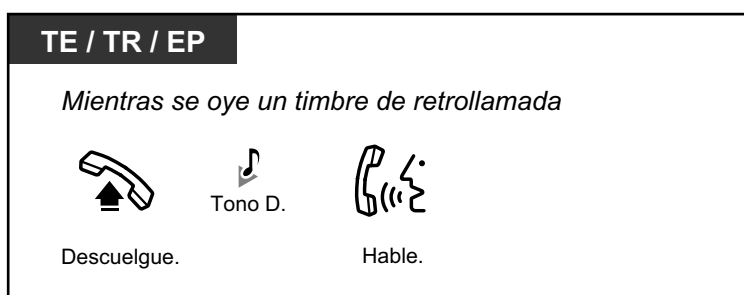 TE / TR / EP
Mientras se oye un timbre de retrollamada
Tono D.
Descuelgue.
Hable.